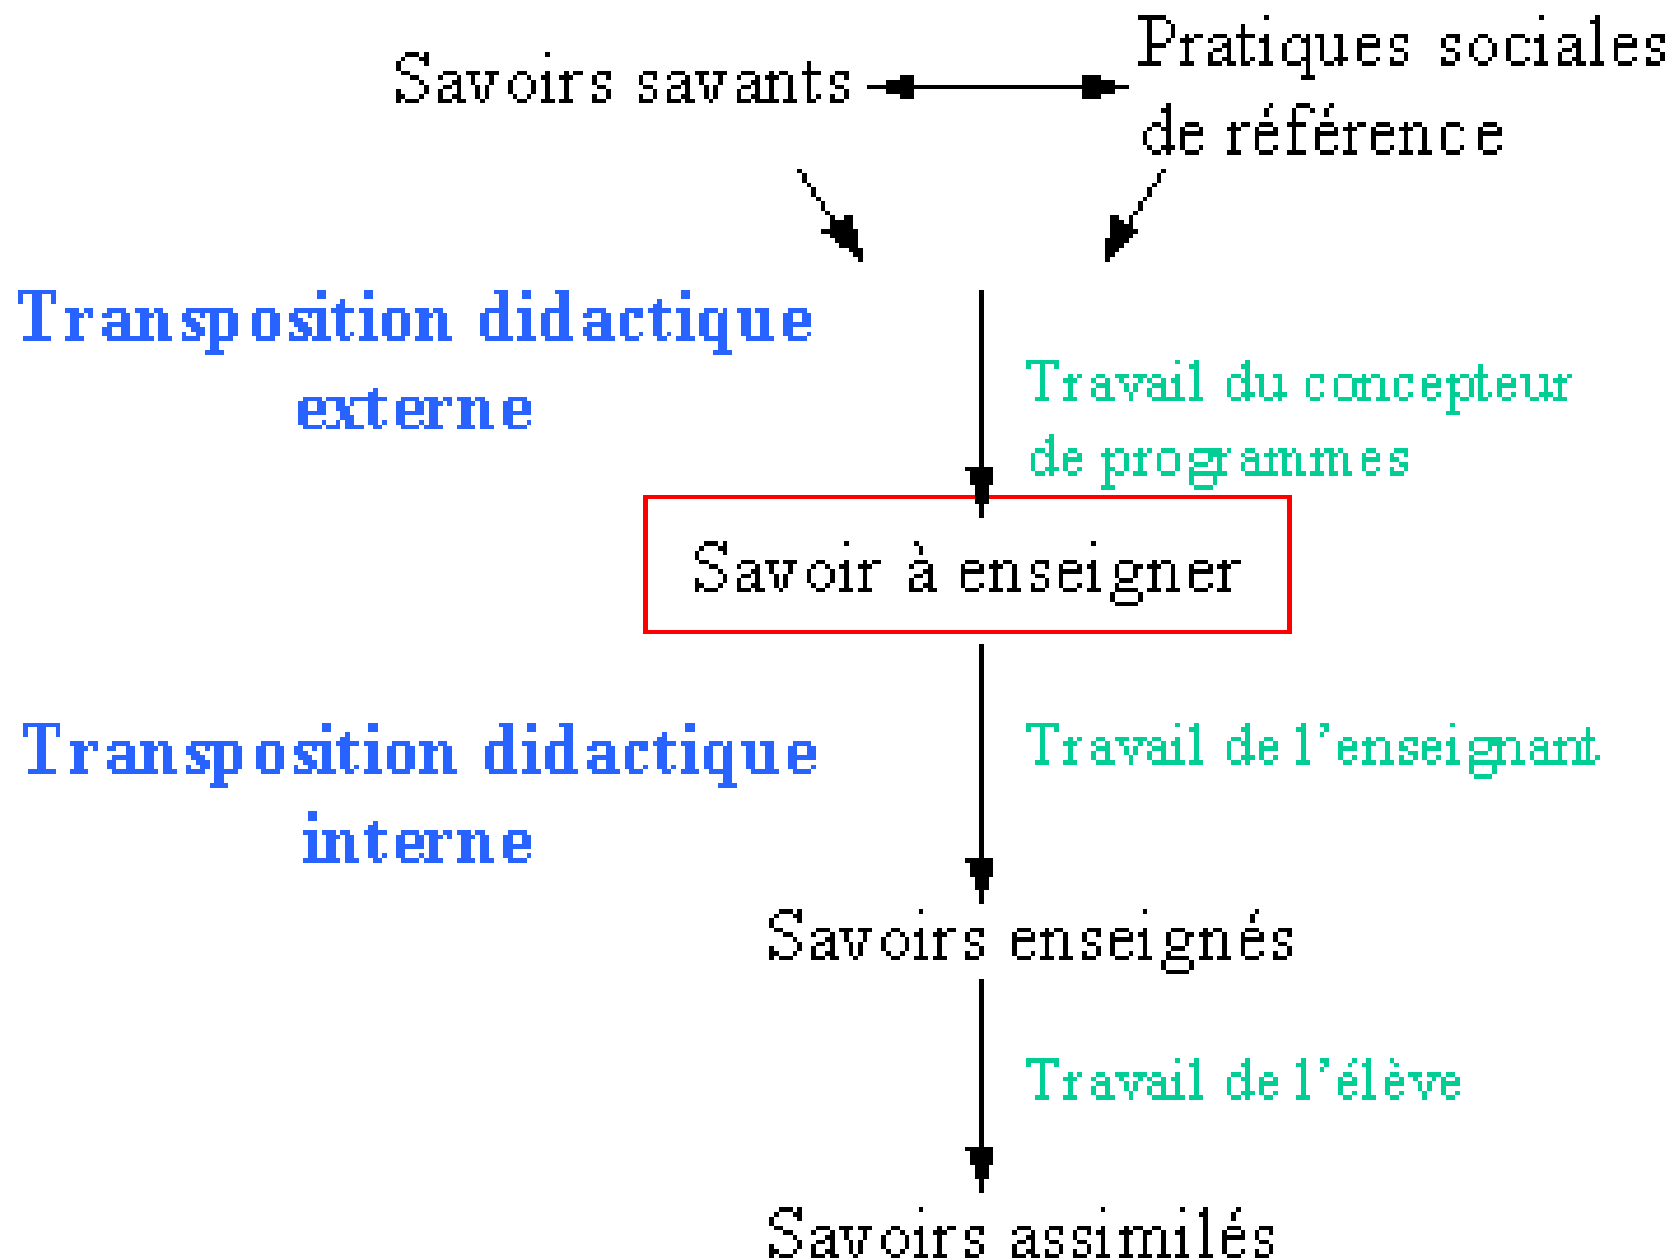 Savoirs savants
Pratiques sociales
de référence
Transposition didactique
externe
Travail du concepteur
de programmes
Savoir à enseigner
Transposition didactique
interne
Travail de l'enseignant
Savoirs enseignés
Travail de l'élève
Savoirs assimilés